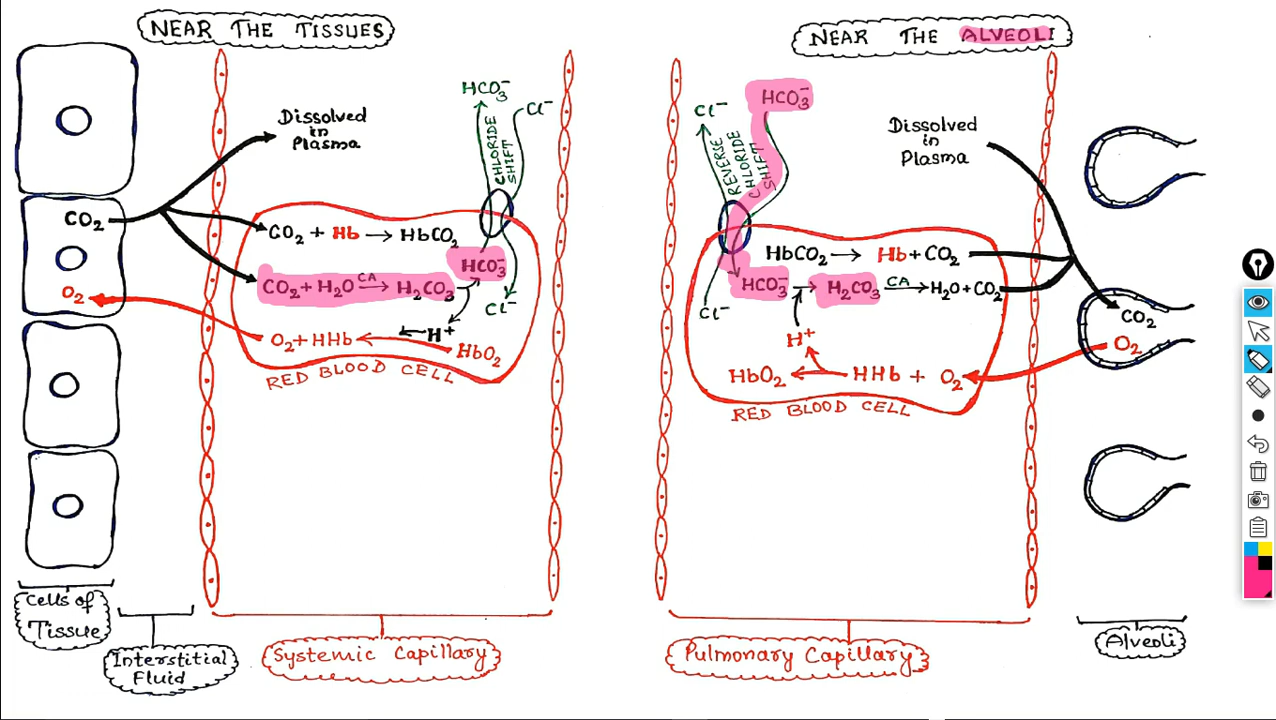 NEAR THE TISSUES
HCO₃⁻
Cl⁻
CHLORIDE
SHIFT
Dissolved
in
Plasma
CO₂
CO₂ + Hb → HbCO₂
CO₂ + H₂O CA→ H₂CO₃
HCO₃⁻
Cl⁻
H⁺
O₂
O₂ + HHb ← HbO₂
RED BLOOD CELL
Cells of
Tissue
Interstitial
Fluid
Systemic Capillary
NEAR THE ALVEOLI
Cl⁻
HCO₃⁻
REVERSE
CHLORIDE
SHIFT
Dissolved
in
Plasma
HbCO₂ → Hb + CO₂
HCO₃⁻ → H₂CO₃ CA→ H₂O + CO₂
Cl⁻
H⁺
HbO₂ ← HHb + O₂
RED BLOOD CELL
CO₂
O₂
Pulmonary Capillary
Alveoli